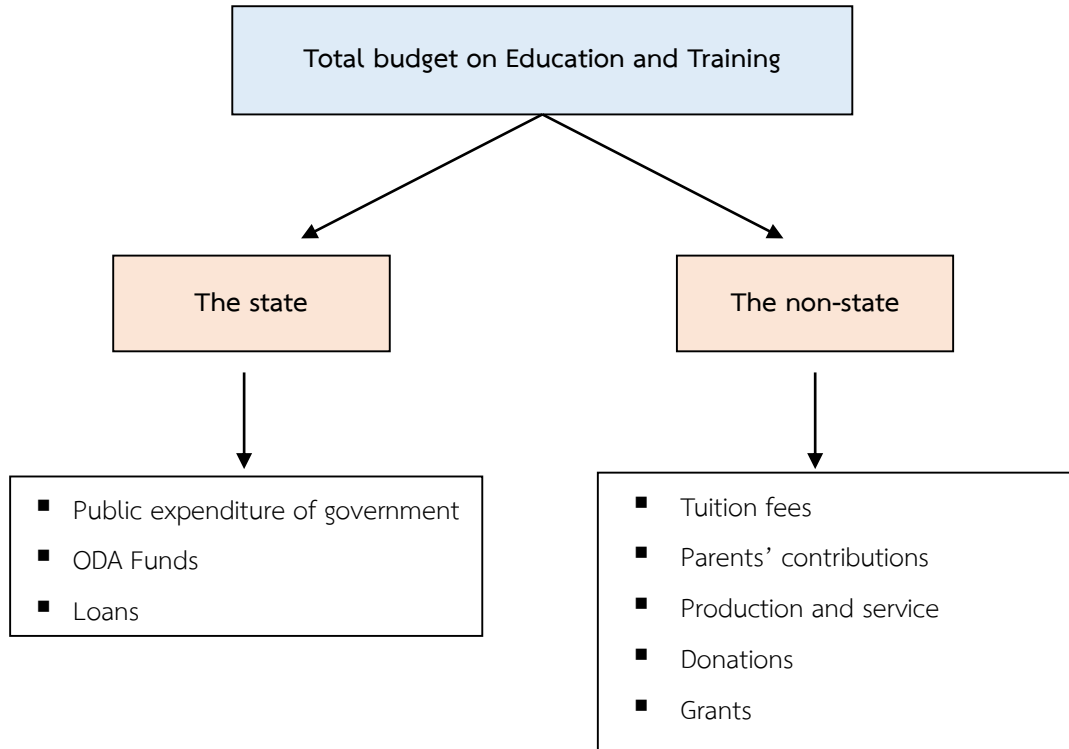 Total budget on Education and Training
The state
The non-state
▪ Public expenditure of government
▪ ODA Funds
▪ Loans
▪ Tuition fees
▪ Parents’ contributions
▪ Production and service
▪ Donations
▪ Grants